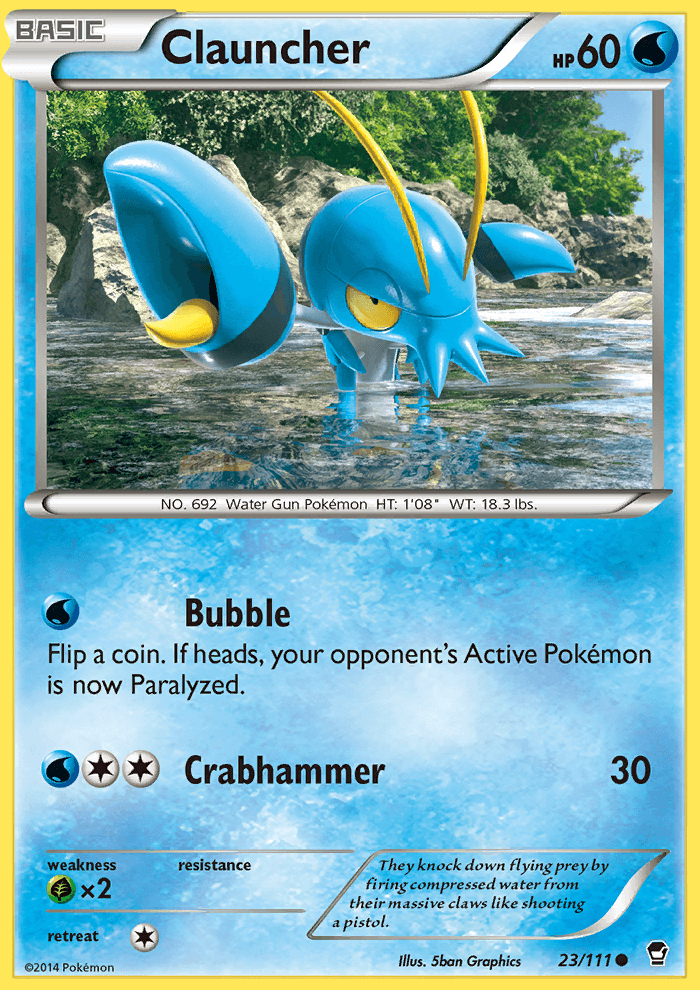 BASIC
Clauncher
HP60
NO. 692 Water Gun Pokémon HT: 1'08" WT: 18.3 lbs.
Bubble
Flip a coin. If heads, your opponent's Active Pokémon
is now Paralyzed.
Crabhammer 30
weakness resistance
×2
retreat
They knock down flying prey by
firing compressed water from
their massive claws like shooting
a pistol.
©2014 Pokémon
Illus. 5ban Graphics 23/111